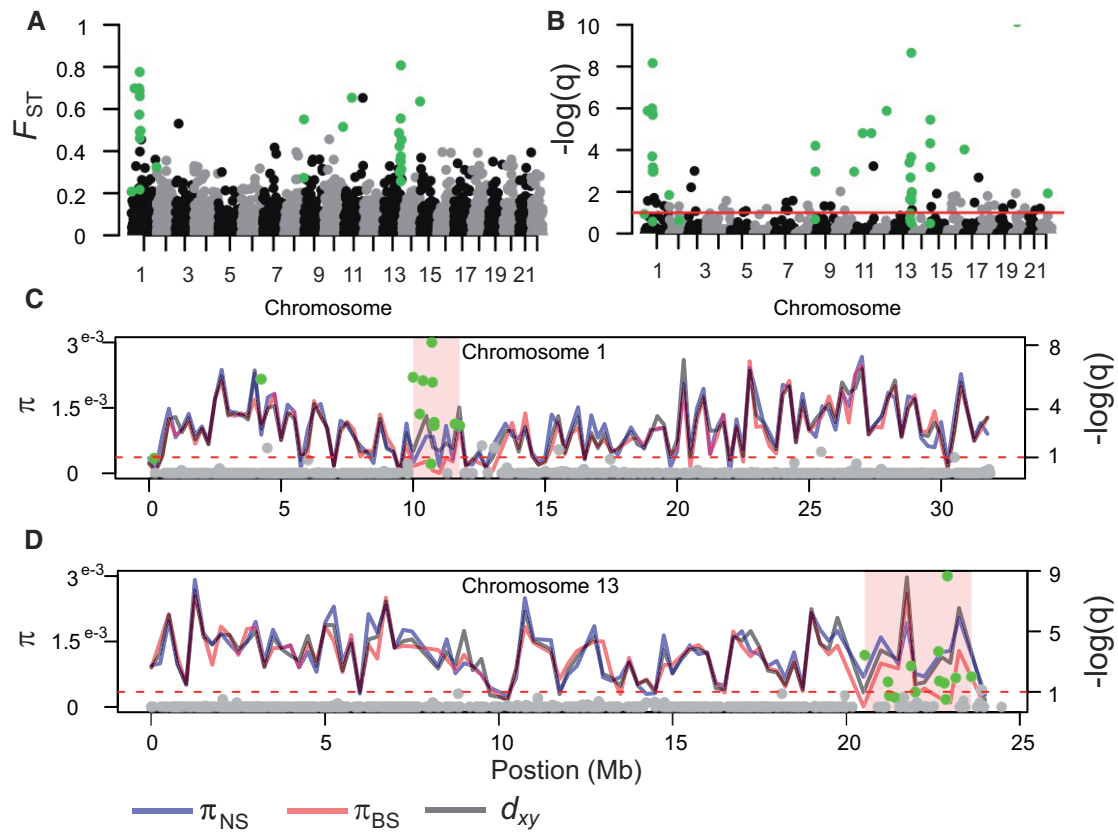 A
B
1
0.8
0.6
0.4
0.2
0
F_ST
1 3 5 7 9 11 13 15 17 19 21
Chromosome
10
8
6
4
2
0
-log(q)
1 3 5 7 9 11 13 15 17 19 21
Chromosome
C
Chromosome 1
3 e-3
1.5 e-3
0
π
8
4
1
-log(q)
0 5 10 15 20 25 30
D
Chromosome 13
3 e-3
1.5 e-3
0
π
9
5
1
-log(q)
0 5 10 15 20 25
Postion (Mb)
π_NS π_BS d_xy